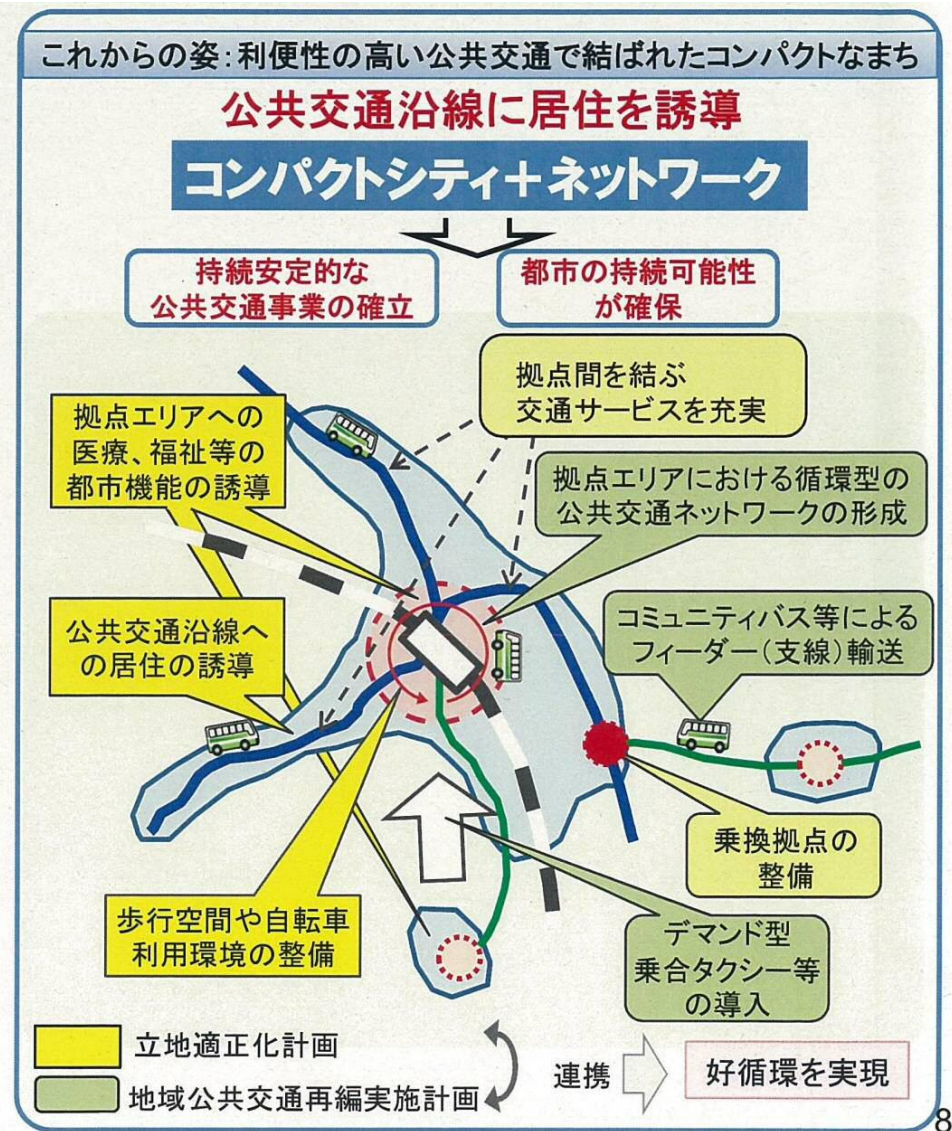 これからの姿：利便性の高い公共交通で結ばれたコンパクトなまち
公共交通沿線に居住を誘導
コンパクトシティ＋ネットワーク
持続安定的な
公共交通事業の確立
都市の持続可能性
が確保
拠点間を結ぶ
交通サービスを充実
拠点エリアへの
医療、福祉等の
都市機能の誘導
拠点エリアにおける循環型の
公共交通ネットワークの形成
公共交通沿線へ
の居住の誘導
コミュニティバス等による
フィーダー（支線）輸送
乗換拠点の
整備
歩行空間や自転車
利用環境の整備
デマンド型
乗合タクシー等
の導入
立地適正化計画
地域公共交通再編実施計画
連携
好循環を実現
8